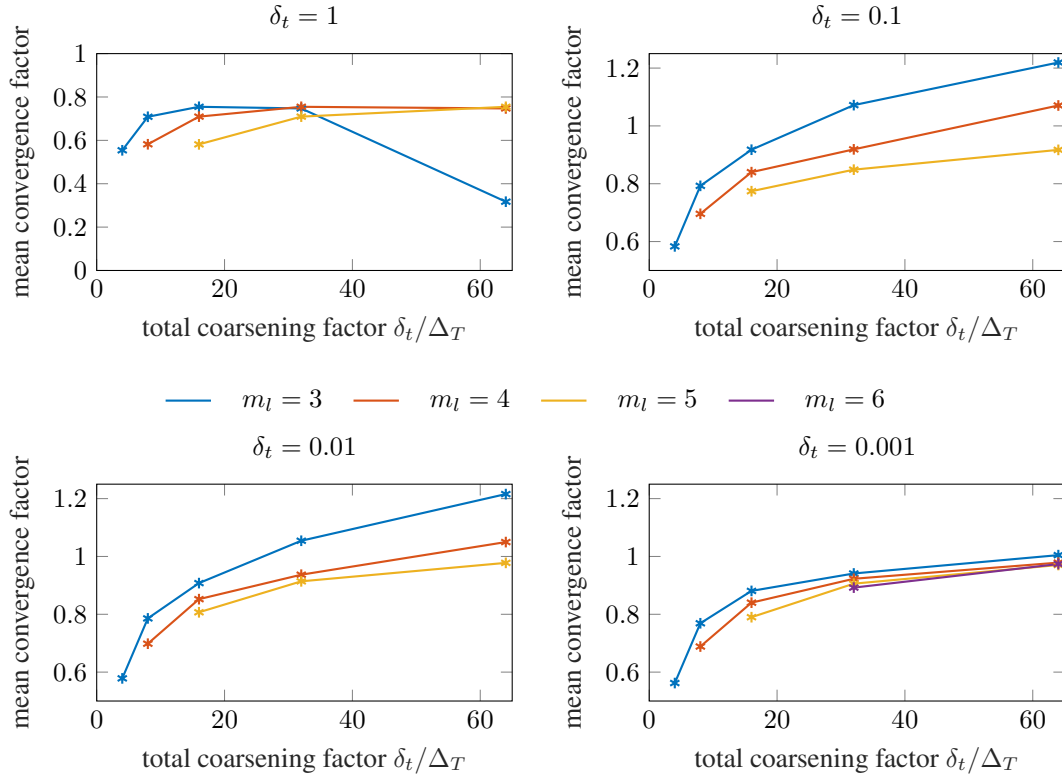 δ_t = 1
mean convergence factor
1
0.8
0.6
0.4
0.2
0
0 20 40 60
total coarsening factor δ_t/Δ_T
δ_t = 0.1
mean convergence factor
1.2
1
0.8
0.6
0 20 40 60
total coarsening factor δ_t/Δ_T
m_l = 3 m_l = 4 m_l = 5 m_l = 6
δ_t = 0.01
mean convergence factor
1.2
1
0.8
0.6
0 20 40 60
total coarsening factor δ_t/Δ_T
δ_t = 0.001
mean convergence factor
1.2
1
0.8
0.6
0 20 40 60
total coarsening factor δ_t/Δ_T